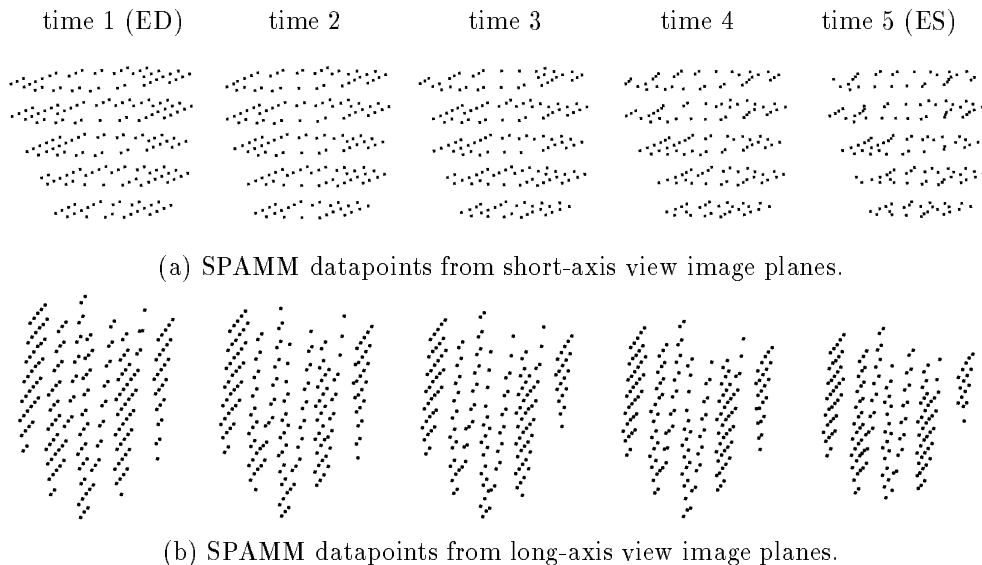 time 1 (ED) time 2 time 3 time 4 time 5 (ES)
(a) SPAMM datapoints from short-axis view image planes.
(b) SPAMM datapoints from long-axis view image planes.